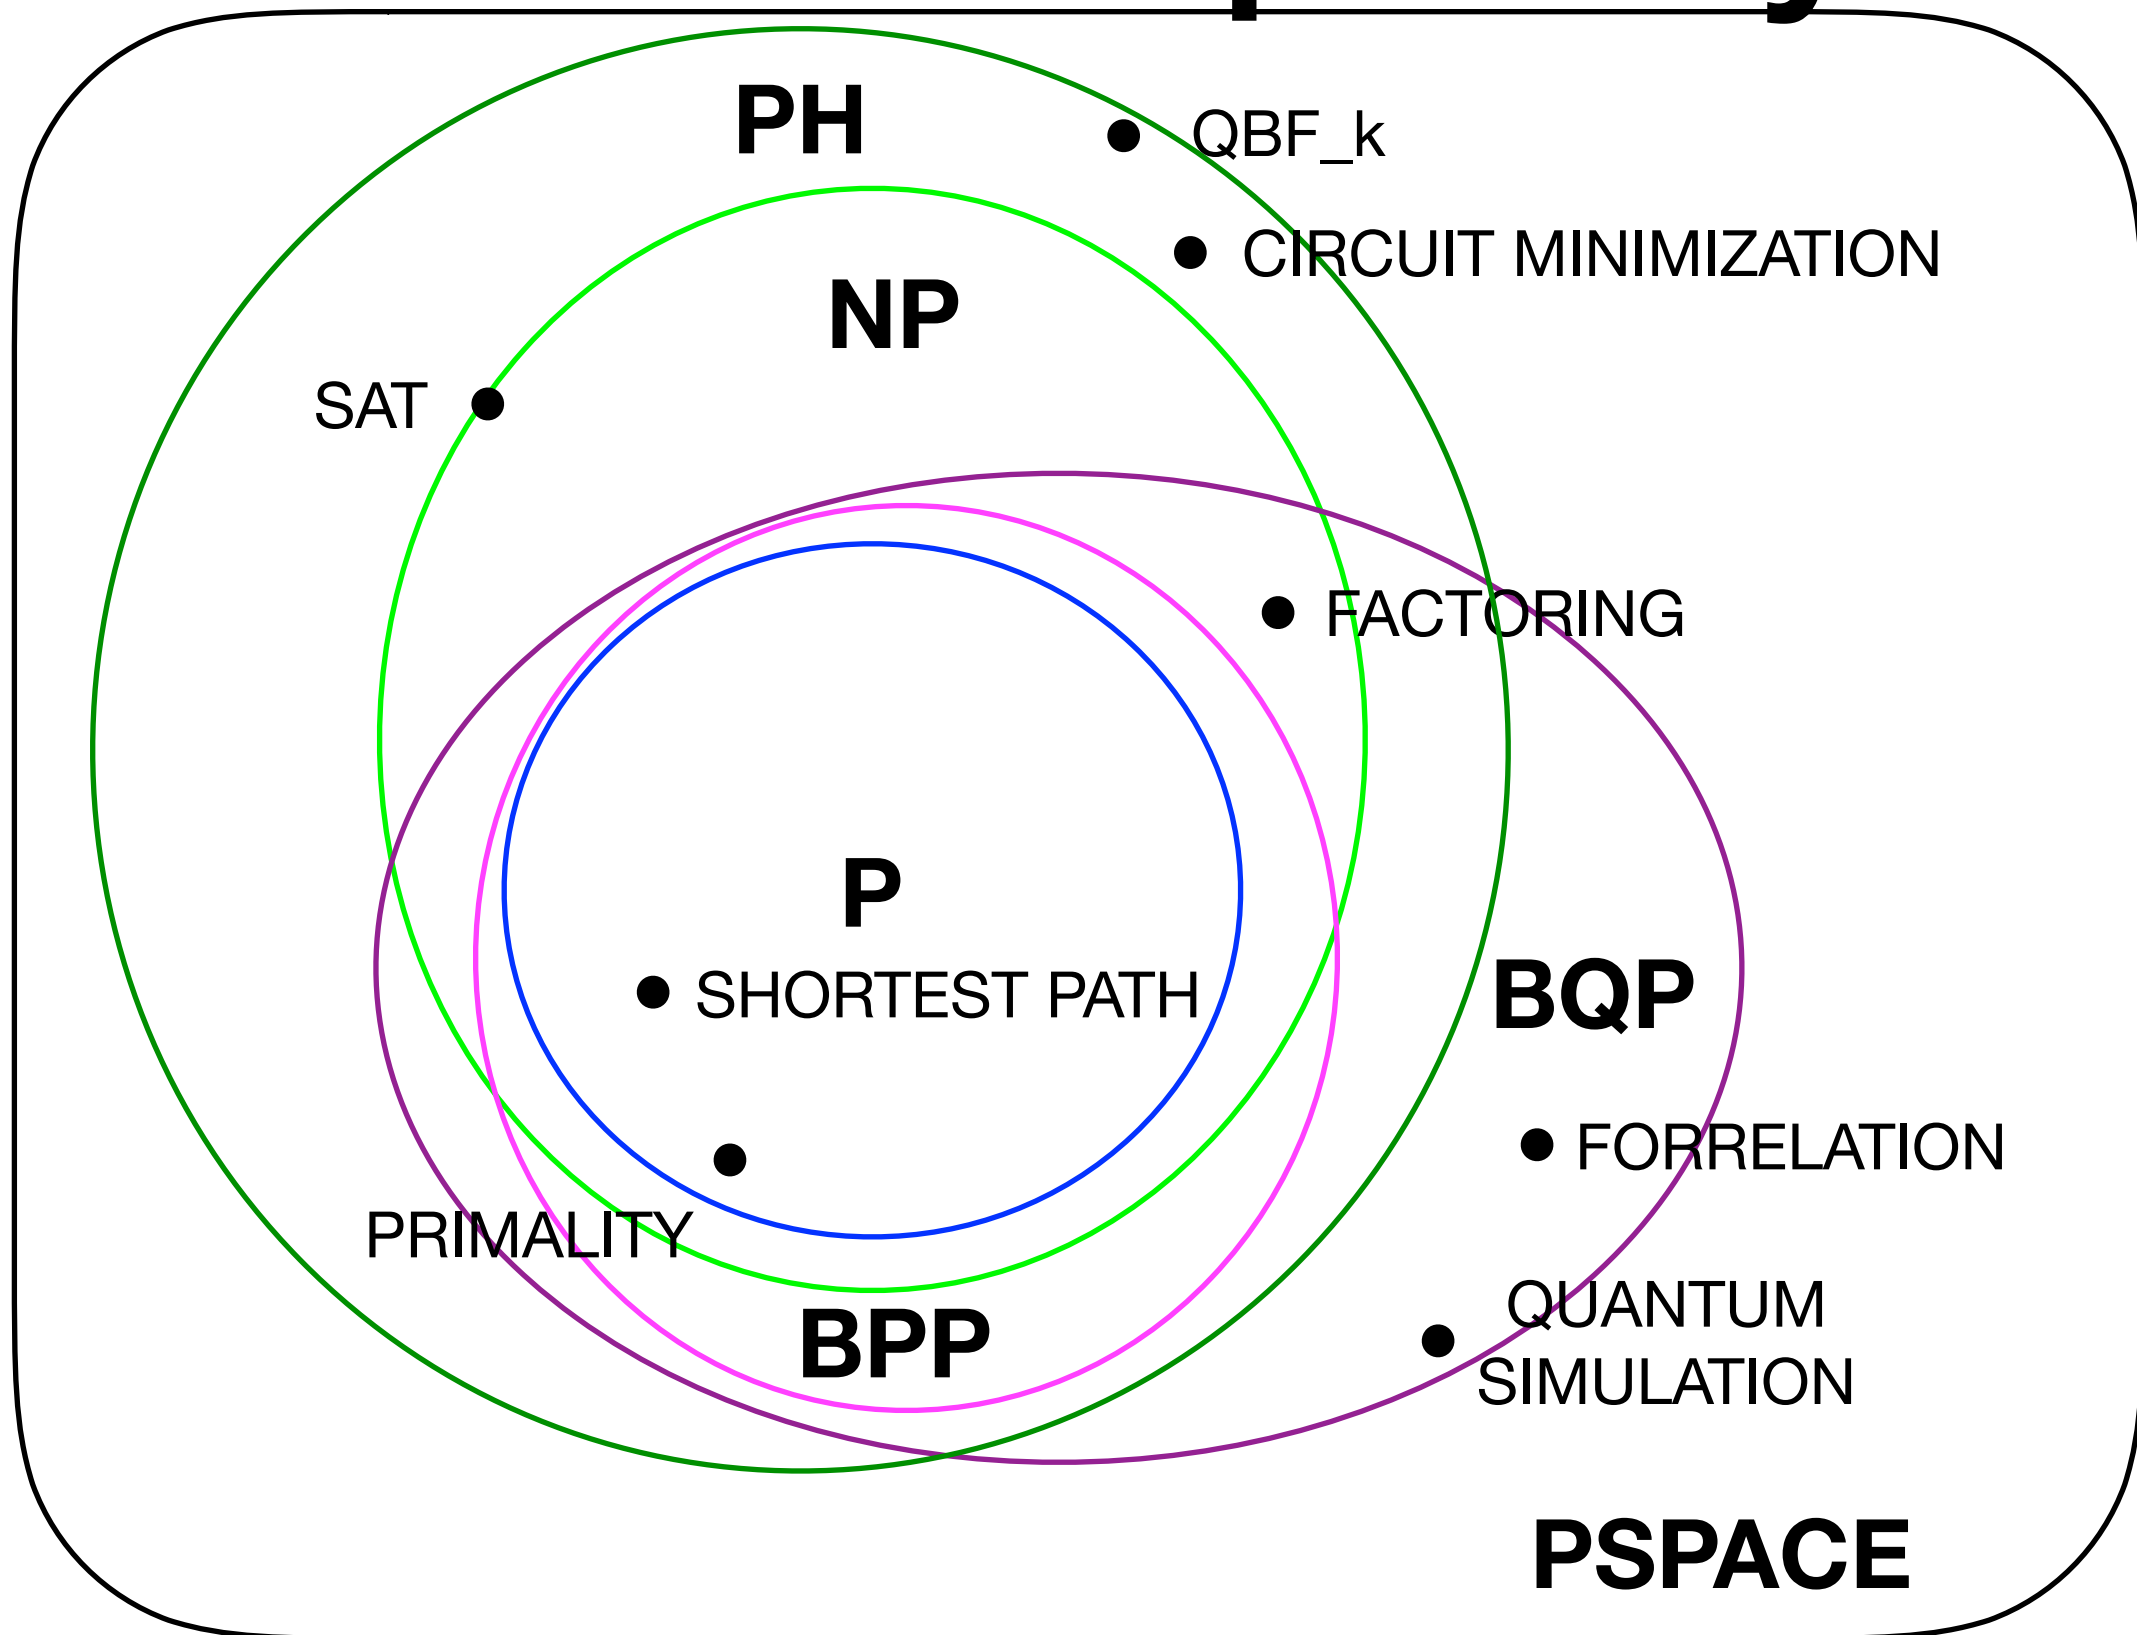 PH
QBF_k
CIRCUIT MINIMIZATION
NP
SAT
FACTORING
P
SHORTEST PATH
BQP
FORRELATION
PRIMALITY
QUANTUM
SIMULATION
BPP
PSPACE